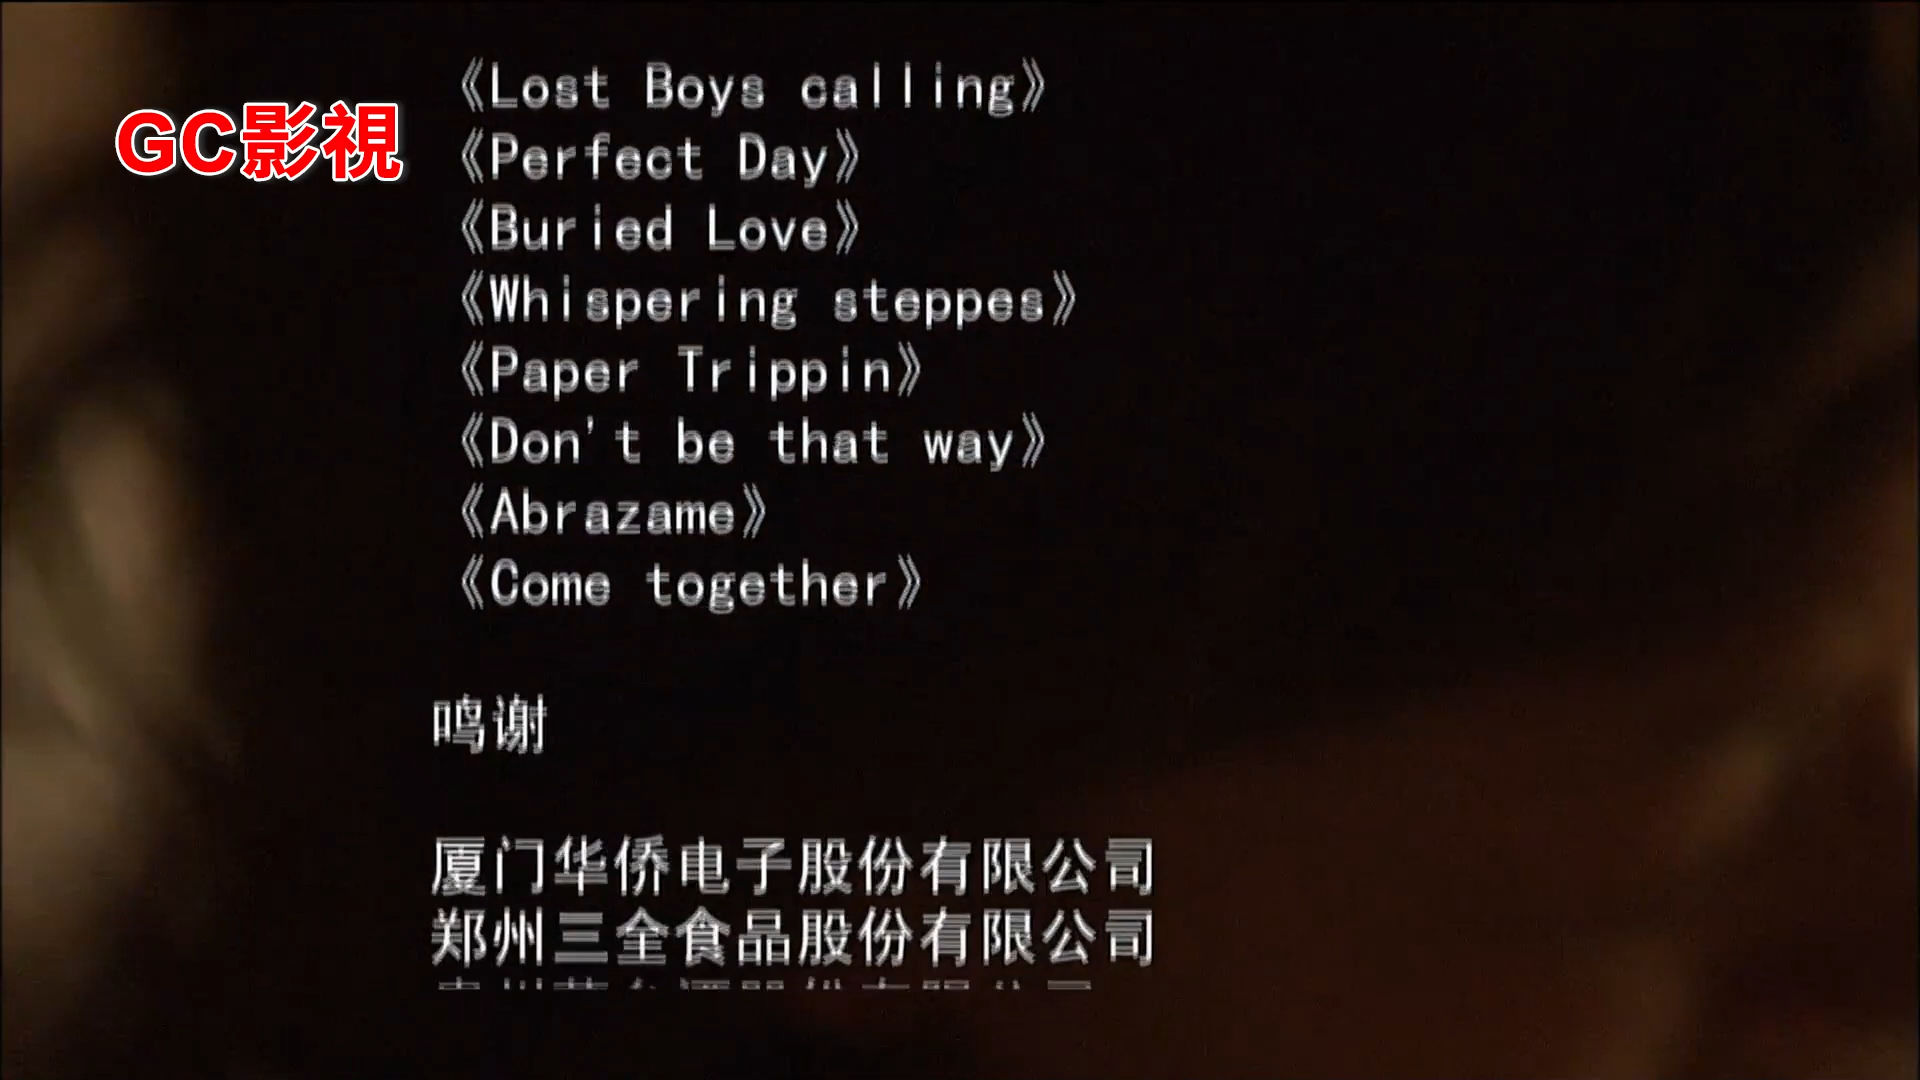 GC影視
《Lost Boys calling》
《Perfect Day》
《Buried Love》
《Whispering steppes》
《Paper Trippin》
《Don't be that way》
《Abrazame》
《Come together》
鸣谢
厦门华侨电子股份有限公司
郑州三全食品股份有限公司